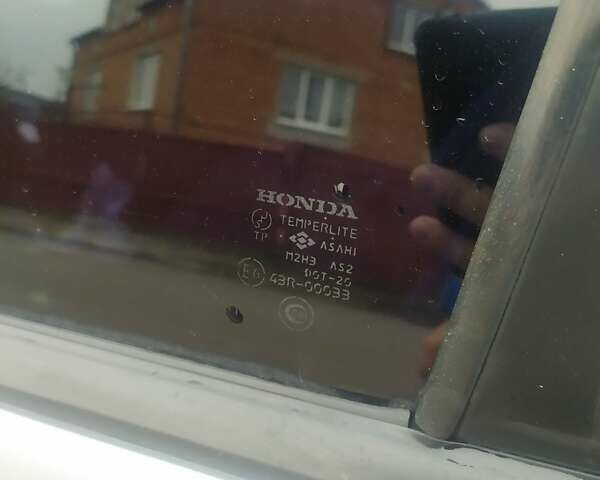 HONDA
TEMPERLITE
TP ASAHI
M2H3 AS2
DOT-20
E6 43R-00033